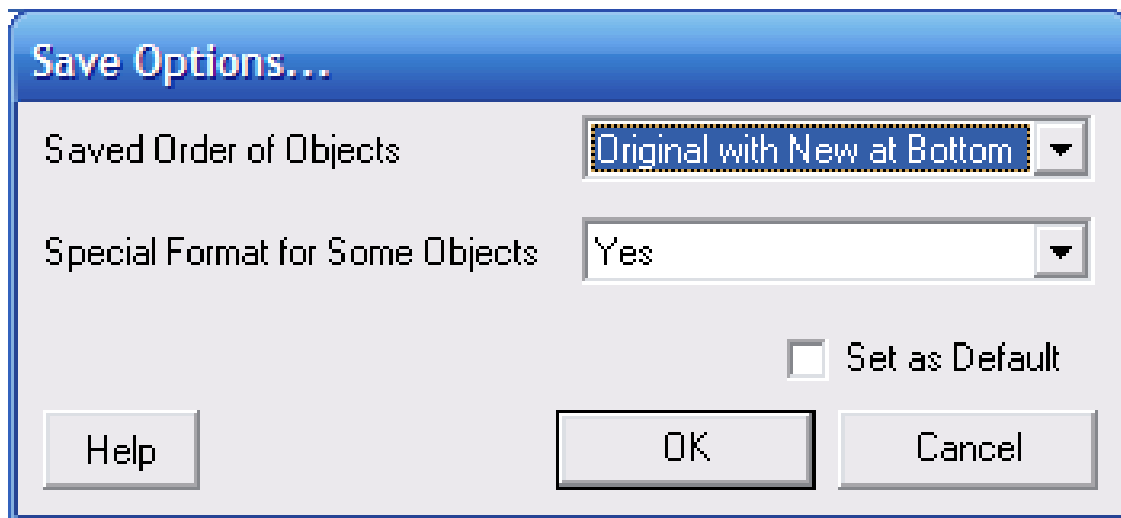 Save Options...
Saved Order of Objects Original with New at Bottom
Special Format for Some Objects Yes
Set as Default
Help OK Cancel